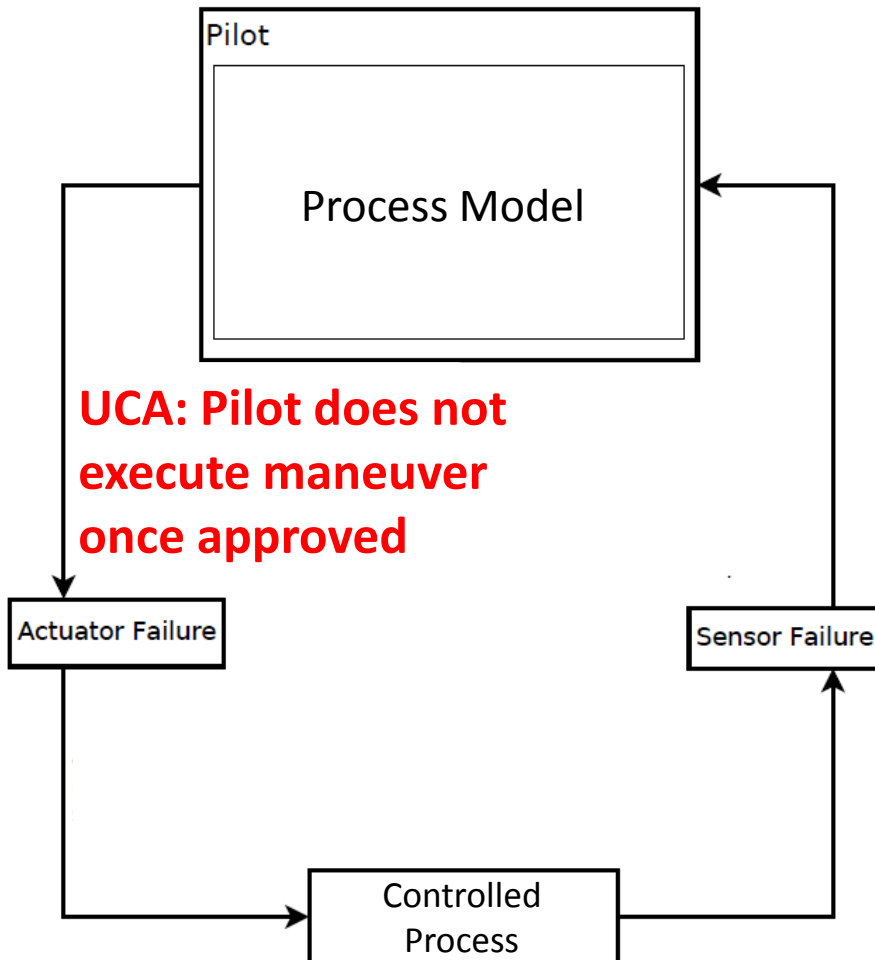 Pilot
Process Model
UCA: Pilot does not
execute maneuver
once approved
Actuator Failure
Sensor Failure
Controlled
Process